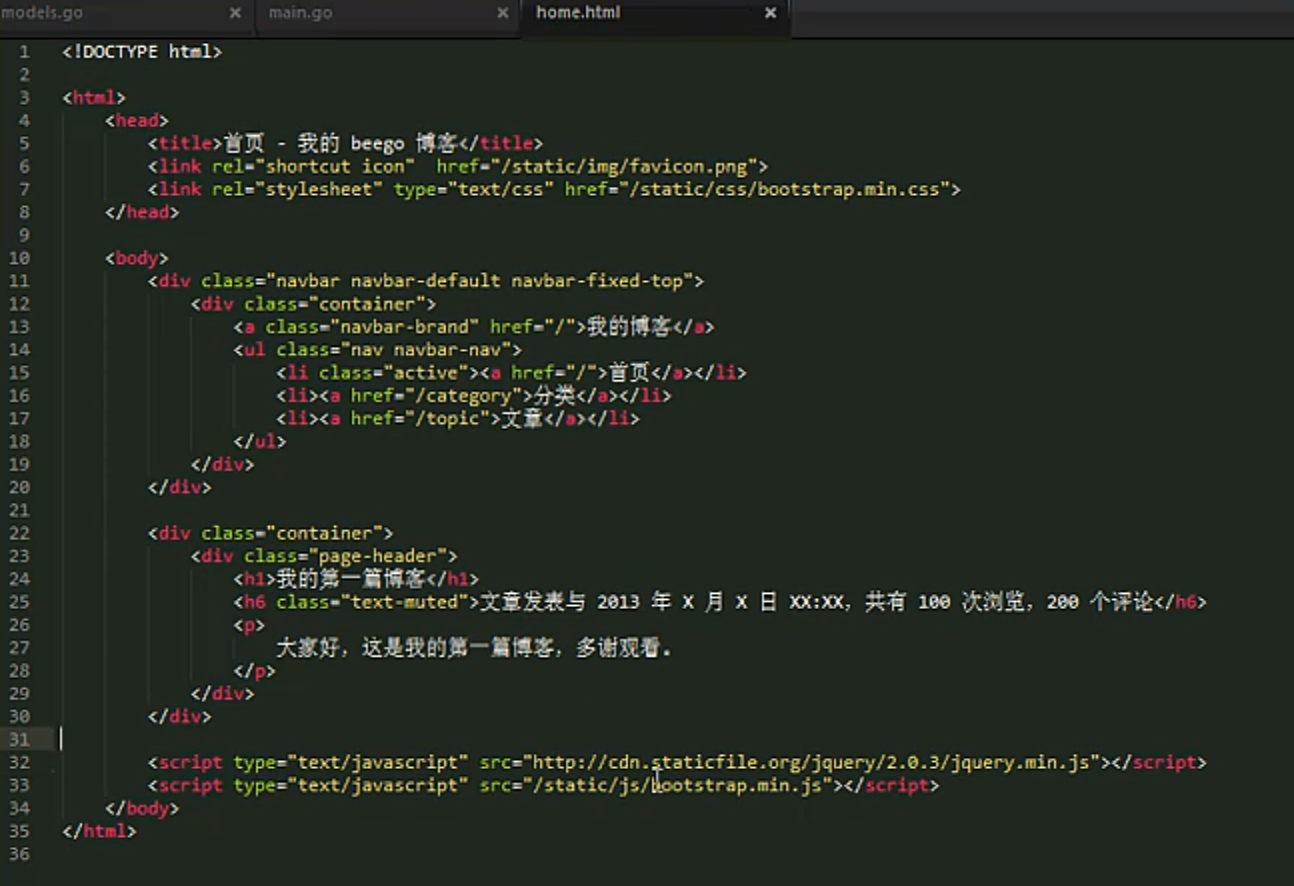 models.go × main.go × home.html ×
1 <!DOCTYPE html>
2
3 <html>
4 <head>
5 <title>首页 - 我的 beego 博客</title>
6 <link rel="shortcut icon"  href="/static/img/favicon.png">
7 <link rel="stylesheet" type="text/css" href="/static/css/bootstrap.min.css">
8 </head>
9
10 <body>
11 <div class="navbar navbar-default navbar-fixed-top">
12 <div class="container">
13 <a class="navbar-brand" href="/">我的博客</a>
14 <ul class="nav navbar-nav">
15 <li class="active"><a href="/">首页</a></li>
16 <li><a href="/category">分类</a></li>
17 <li><a href="/topic">文章</a></li>
18 </ul>
19 </div>
20 </div>
21
22 <div class="container">
23 <div class="page-header">
24 <h1>我的第一篇博客</h1>
25 <h6 class="text-muted">文章发表与 2013 年 X 月 X 日 XX:XX，共有 100 次浏览，200 个评论</h6>
26 <p>
27 大家好，这是我的第一篇博客，多谢观看。
28 </p>
29 </div>
30 </div>
31
32 <script type="text/javascript" src="http://cdn.staticfile.org/jquery/2.0.3/jquery.min.js"></script>
33 <script type="text/javascript" src="/static/js/bootstrap.min.js"></script>
34 </body>
35 </html>
36